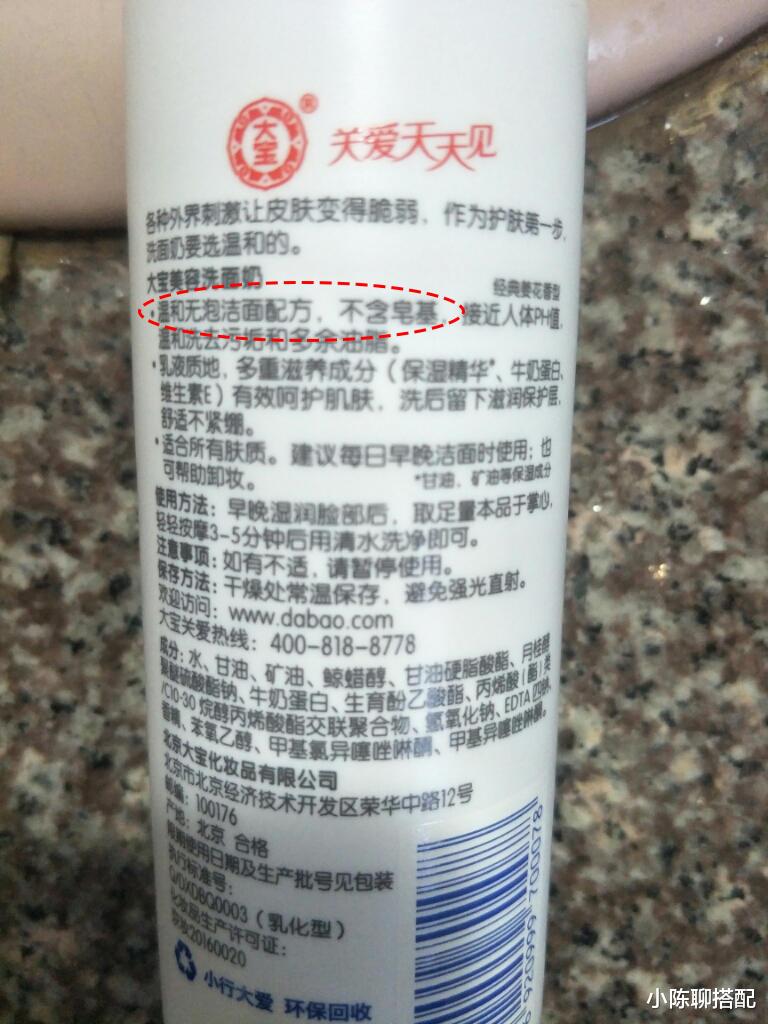 大宝
®
关爱天天见
各种外界刺激让皮肤变得脆弱，作为护肤第一步，
洗面奶要选温和的。
大宝美容洗面奶
经典姜花香型
·温和无泡洁面配方，不含皂基，接近人体PH值，
温和洗去污垢和多余油脂。
·乳液质地，多重滋养成分（保湿精华*、牛奶蛋白、
维生素E）有效呵护肌肤，洗后留下滋润保护层，
舒适不紧绷。
·适合所有肤质。建议每日早晚洁面时使用；也
可帮助卸妆。
*甘油、矿油等保湿成分
使用方法：早晚湿润脸部后，取足量本品于掌心，
轻轻按摩3-5分钟后用清水洗净即可。
注意事项：如有不适，请暂停使用。
保存方法：干燥处常温保存，避免强光直射。
欢迎访问：www.dabao.com
大宝关爱热线：400-818-8778
成分：水、甘油、矿油、鲸蜡醇、甘油硬脂酸酯、月桂醇
聚醚硫酸酯钠、牛奶蛋白、生育酚乙酸酯、丙烯酸（酯）类
/C10-30 烷醇丙烯酸酯交联聚合物、氢氧化钠、EDTA 四钠、
香精、苯氧乙醇、甲基氯异噻唑啉酮、甲基异噻唑啉酮。
北京大宝化妆品有限公司
北京市北京经济技术开发区荣华中路12号
邮编：100176
产地：北京 合格
限期使用日期及生产批号见包装
执行标准号：
Q/DXDBQ0003（乳化型）
化妆品生产许可证：
京妆20160020
小行大爱 环保回收
920999 700078
小陈聊搭配